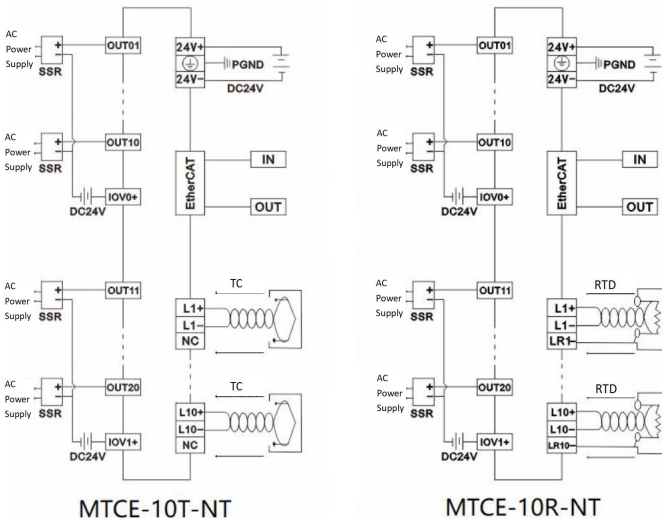 AC
Power
Supply
+
-
SSR
OUT01
AC
Power
Supply
+
-
SSR
OUT10
DC24V
IOV0+
AC
Power
Supply
+
-
SSR
OUT11
AC
Power
Supply
+
-
SSR
OUT20
DC24V
IOV1+
24V+
24V-
PGND
DC24V
EtherCAT
IN
OUT
TC
L1+
L1-
NC
TC
L10+
L10-
NC
MTCE-10T-NT
AC
Power
Supply
+
-
SSR
OUT01
AC
Power
Supply
+
-
SSR
OUT10
DC24V
IOV0+
AC
Power
Supply
+
-
SSR
OUT11
AC
Power
Supply
+
-
SSR
OUT20
DC24V
IOV1+
24V+
24V-
PGND
DC24V
EtherCAT
IN
OUT
RTD
L1+
L1-
LR1-
RTD
L10+
L10-
LR10-
MTCE-10R-NT